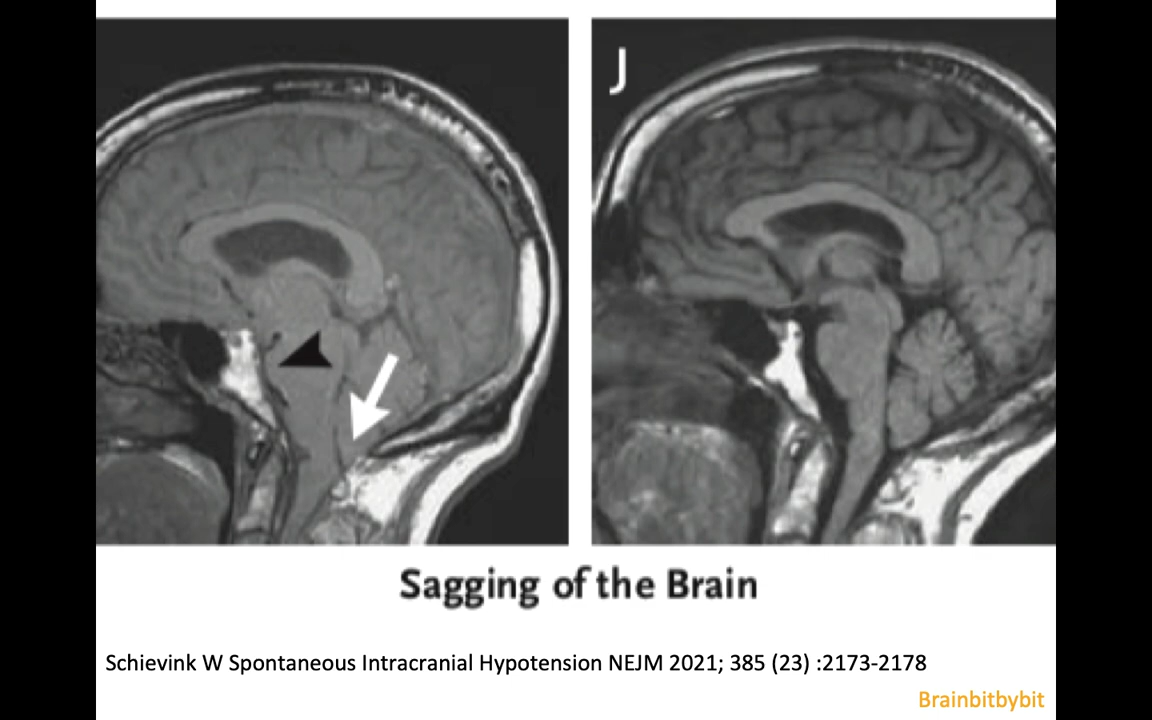 J
Sagging of the Brain
Schievink W Spontaneous Intracranial Hypotension NEJM 2021; 385 (23) :2173-2178
Brainbitbybit